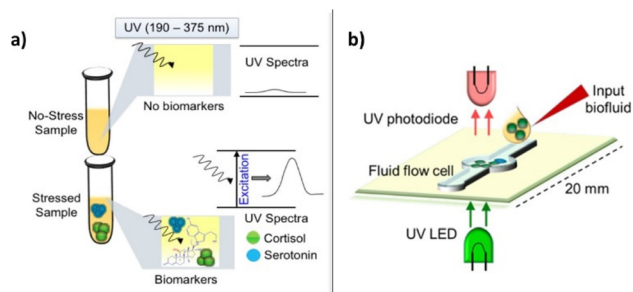 a)
UV (190 – 375 nm)
UV Spectra
No-Stress
Sample
No biomarkers
Stressed
Sample
Excitation
UV Spectra
Cortisol
Serotonin
Biomarkers
b)
Input
biofluid
UV photodiode
Fluid flow cell
20 mm
UV LED